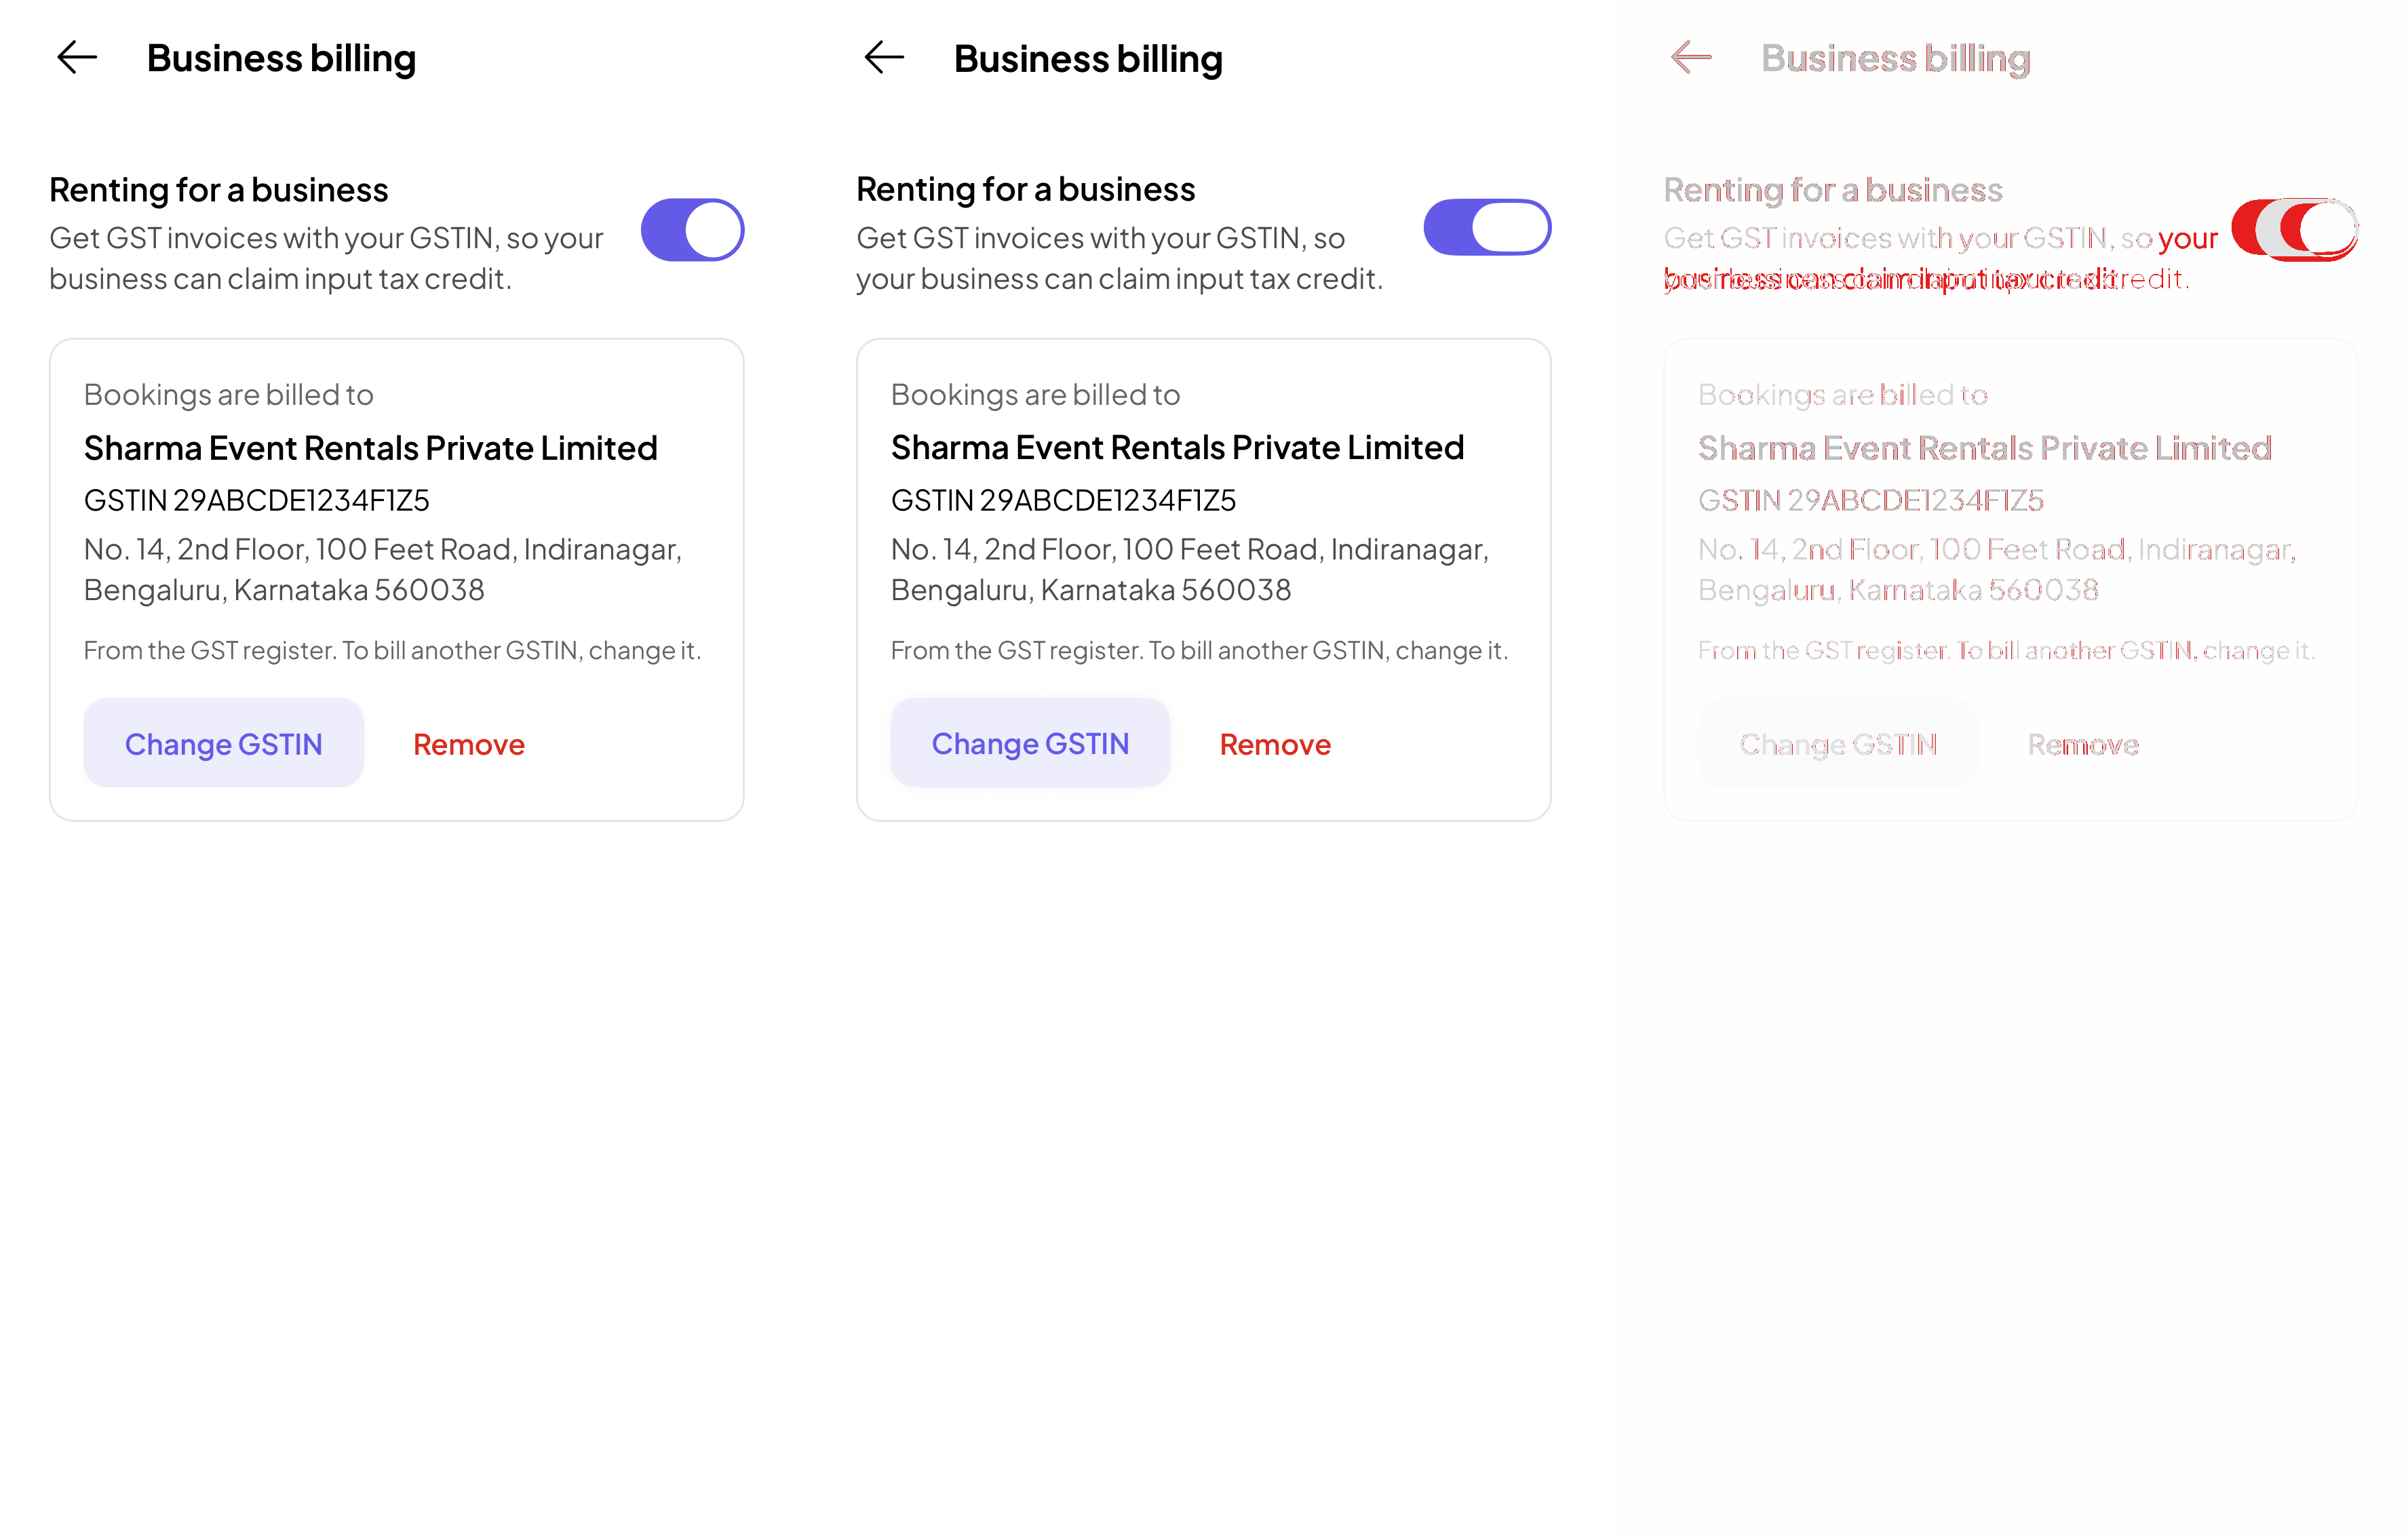 Business billing
Renting for a business
Get GST invoices with your GSTIN, so your
business can claim input tax credit.
Bookings are billed to
Sharma Event Rentals Private Limited
GSTIN 29ABCDE1234F1Z5
No. 14, 2nd Floor, 100 Feet Road, Indiranagar,
Bengaluru, Karnataka 560038
From the GST register. To bill another GSTIN, change it.
Change GSTIN
Remove
Business billing
Renting for a business
Get GST invoices with your GSTIN, so
your business can claim input tax credit.
Bookings are billed to
Sharma Event Rentals Private Limited
GSTIN 29ABCDE1234F1Z5
No. 14, 2nd Floor, 100 Feet Road, Indiranagar,
Bengaluru, Karnataka 560038
From the GST register. To bill another GSTIN, change it.
Change GSTIN
Remove
Business billing
Renting for a business
Get GST invoices with your GSTIN, so your
Bookings are billed to
Sharma Event Rentals Private Limited
GSTIN 29ABCDE1234F1Z5
No. 14, 2nd Floor, 100 Feet Road, Indiranagar,
Bengaluru, Karnataka 560038
From the GST register. To bill another GSTIN, change it.
Change GSTIN
Remove